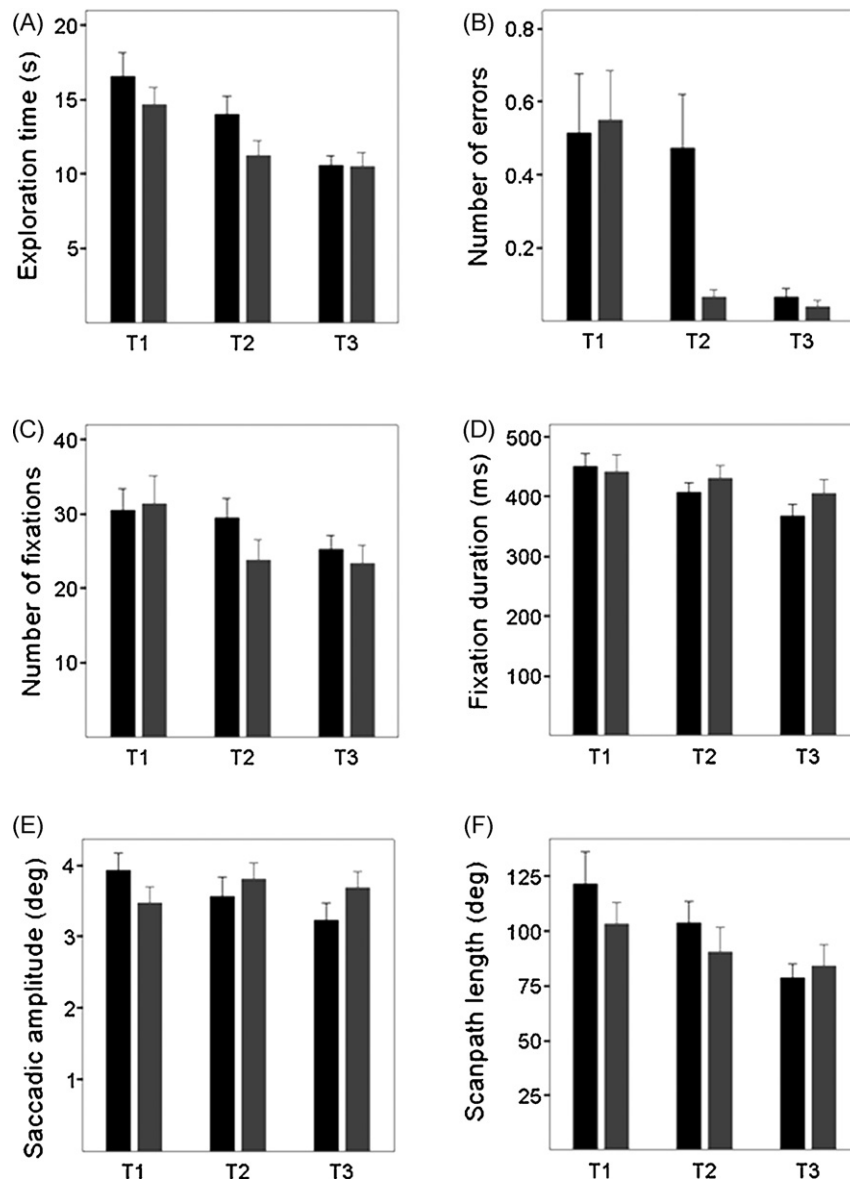 (A)
Exploration time (s)
20
15
10
5
T1 T2 T3
(B)
Number of errors
0.8
0.6
0.4
0.2
T1 T2 T3
(C)
Number of fixations
40
30
20
10
T1 T2 T3
(D)
Fixation duration (ms)
500
400
300
200
100
T1 T2 T3
(E)
Saccadic amplitude (deg)
4
3
2
1
T1 T2 T3
(F)
Scanpath length (deg)
125
100
75
50
25
T1 T2 T3